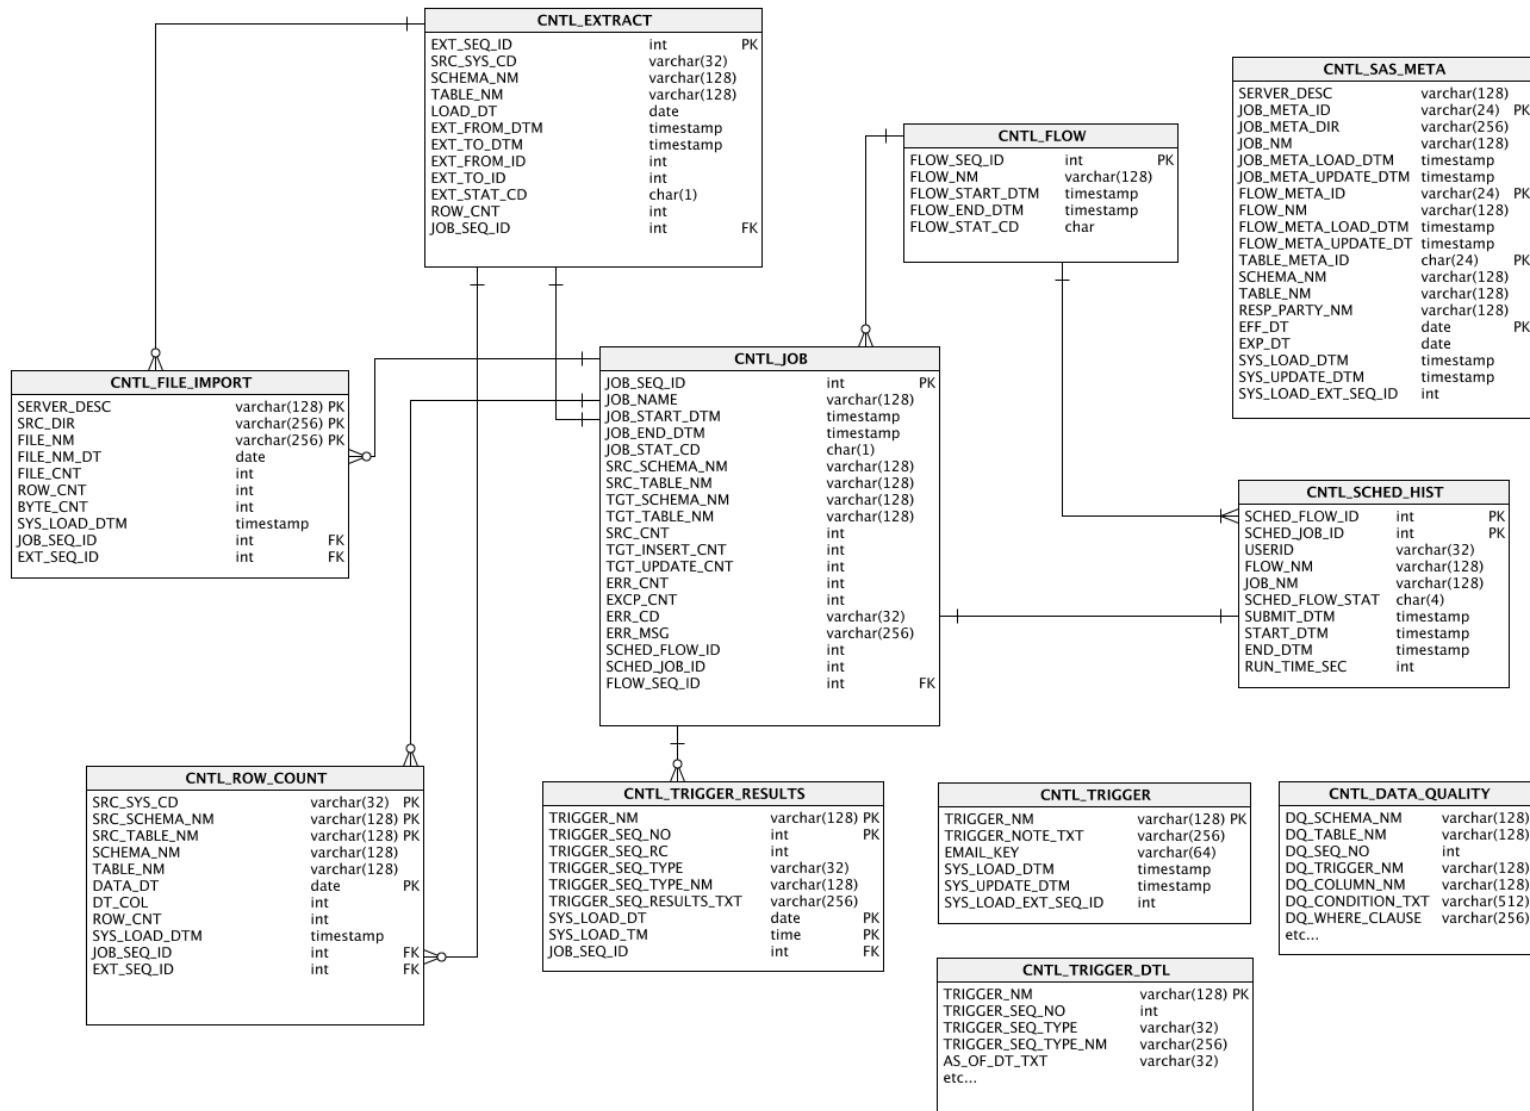 CNTL_EXTRACT
EXT_SEQ_ID int PK
SRC_SYS_CD varchar(32)
SCHEMA_NM varchar(128)
TABLE_NM varchar(128)
LOAD_DT date
EXT_FROM_DTM timestamp
EXT_TO_DTM timestamp
EXT_FROM_ID int
EXT_TO_ID int
EXT_STAT_CD char(1)
ROW_CNT int
JOB_SEQ_ID int FK
CNTL_FLOW
FLOW_SEQ_ID int PK
FLOW_NM varchar(128)
FLOW_START_DTM timestamp
FLOW_END_DTM timestamp
FLOW_STAT_CD char
CNTL_SAS_META
SERVER_DESC varchar(128)
JOB_META_ID varchar(24) PK
JOB_META_DIR varchar(256)
JOB_NM varchar(128)
JOB_META_LOAD_DTM timestamp
JOB_META_UPDATE_DTM timestamp
FLOW_META_ID varchar(24) PK
FLOW_NM varchar(128)
FLOW_META_LOAD_DTM timestamp
FLOW_META_UPDATE_DT timestamp
TABLE_META_ID char(24) PK
SCHEMA_NM varchar(128)
TABLE_NM varchar(128)
RESP_PARTY_NM varchar(128)
EFF_DT date PK
EXP_DT date
SYS_LOAD_DTM timestamp
SYS_UPDATE_DTM timestamp
SYS_LOAD_EXT_SEQ_ID int
CNTL_FILE_IMPORT
SERVER_DESC varchar(128) PK
SRC_DIR varchar(256) PK
FILE_NM varchar(256) PK
FILE_NM_DT date
FILE_CNT int
ROW_CNT int
BYTE_CNT int
SYS_LOAD_DTM timestamp
JOB_SEQ_ID int FK
EXT_SEQ_ID int FK
CNTL_JOB
JOB_SEQ_ID int PK
JOB_NAME varchar(128)
JOB_START_DTM timestamp
JOB_END_DTM timestamp
JOB_STAT_CD char(1)
SRC_SCHEMA_NM varchar(128)
SRC_TABLE_NM varchar(128)
TGT_SCHEMA_NM varchar(128)
TGT_TABLE_NM varchar(128)
SRC_CNT int
TGT_INSERT_CNT int
TGT_UPDATE_CNT int
ERR_CNT int
EXCP_CNT int
ERR_CD varchar(32)
ERR_MSG varchar(256)
SCHED_FLOW_ID int
SCHED_JOB_ID int
FLOW_SEQ_ID int FK
CNTL_SCHED_HIST
SCHED_FLOW_ID int PK
SCHED_JOB_ID int PK
USERID varchar(32)
FLOW_NM varchar(128)
JOB_NM varchar(128)
SCHED_FLOW_STAT char(4)
SUBMIT_DTM timestamp
START_DTM timestamp
END_DTM timestamp
RUN_TIME_SEC int
CNTL_ROW_COUNT
SRC_SYS_CD varchar(32) PK
SRC_SCHEMA_NM varchar(128) PK
SRC_TABLE_NM varchar(128) PK
SCHEMA_NM varchar(128)
TABLE_NM varchar(128)
DATA_DT date PK
DT_COL int
ROW_CNT int
SYS_LOAD_DTM timestamp
JOB_SEQ_ID int FK
EXT_SEQ_ID int FK
CNTL_TRIGGER_RESULTS
TRIGGER_NM varchar(128) PK
TRIGGER_SEQ_NO int PK
TRIGGER_SEQ_RC int
TRIGGER_SEQ_TYPE varchar(32)
TRIGGER_SEQ_TYPE_NM varchar(128)
TRIGGER_SEQ_RESULTS_TXT varchar(256)
SYS_LOAD_DT date PK
SYS_LOAD_TM time PK
JOB_SEQ_ID int FK
CNTL_TRIGGER
TRIGGER_NM varchar(128) PK
TRIGGER_NOTE_TXT varchar(256)
EMAIL_KEY varchar(64)
SYS_LOAD_DTM timestamp
SYS_UPDATE_DTM timestamp
SYS_LOAD_EXT_SEQ_ID int
CNTL_DATA_QUALITY
DQ_SCHEMA_NM varchar(128)
DQ_TABLE_NM varchar(128)
DQ_SEQ_NO int
DQ_TRIGGER_NM varchar(128)
DQ_COLUMN_NM varchar(128)
DQ_CONDITION_TXT varchar(512)
DQ_WHERE_CLAUSE varchar(256)
etc...
CNTL_TRIGGER_DTL
TRIGGER_NM varchar(128) PK
TRIGGER_SEQ_NO int
TRIGGER_SEQ_TYPE varchar(32)
TRIGGER_SEQ_TYPE_NM varchar(256)
AS_OF_DT_TXT varchar(32)
etc...